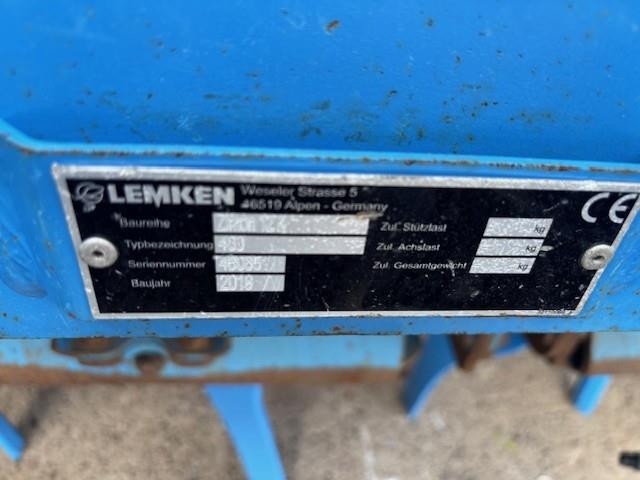 LEMKEN
Weseler Strasse 5
46519 Alpen - Germany
Baureihe
Typbezeichnung
Seriennummer
Baujahr 2018
Zul. Stützlast kg
Zul. Achslast kg
Zul. Gesamtgewicht kg
CE